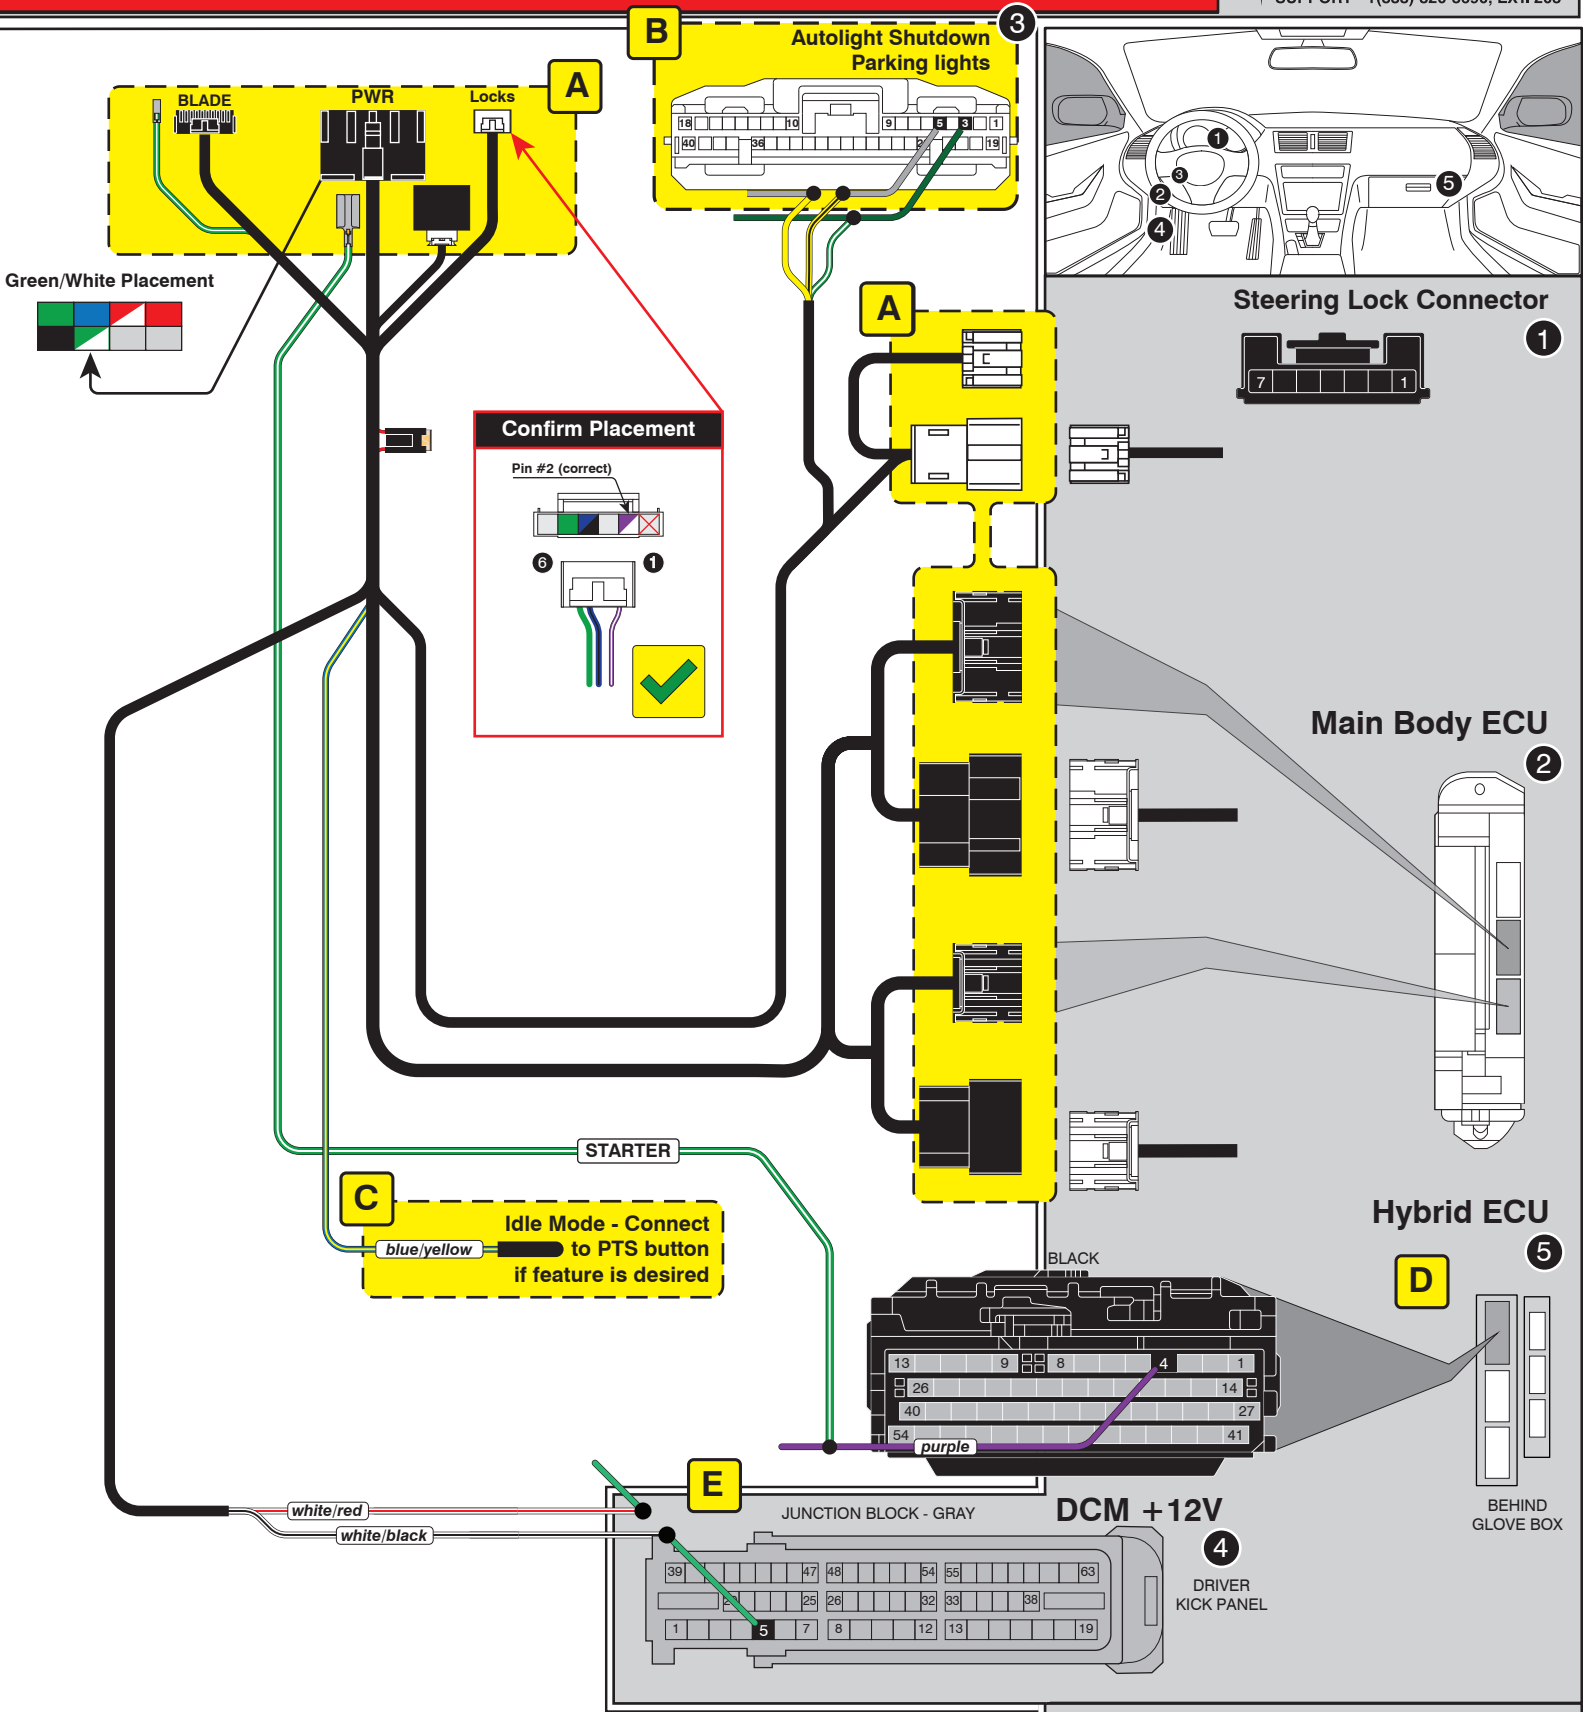 B
Autolight Shutdown
Parking lights
3
18
10
9
5
3
1
40
36
19
A
BLADE
PWR
Locks
1
3
2
5
4
Green/White Placement
A
Steering Lock Connector
1
7
1
Confirm Placement
Pin #2 (correct)
6
1
Main Body ECU
2
STARTER
C
Idle Mode - Connect
blue/yellow
to PTS button
if feature is desired
Hybrid ECU
5
D
BLACK
13
9
8
4
1
26
14
40
27
54
41
purple
BEHIND
GLOVE BOX
E
JUNCTION BLOCK - GRAY
DCM +12V
4
DRIVER
KICK PANEL
white/red
white/black
39
47
48
54
55
63
25
26
32
33
38
1
5
7
8
12
13
19